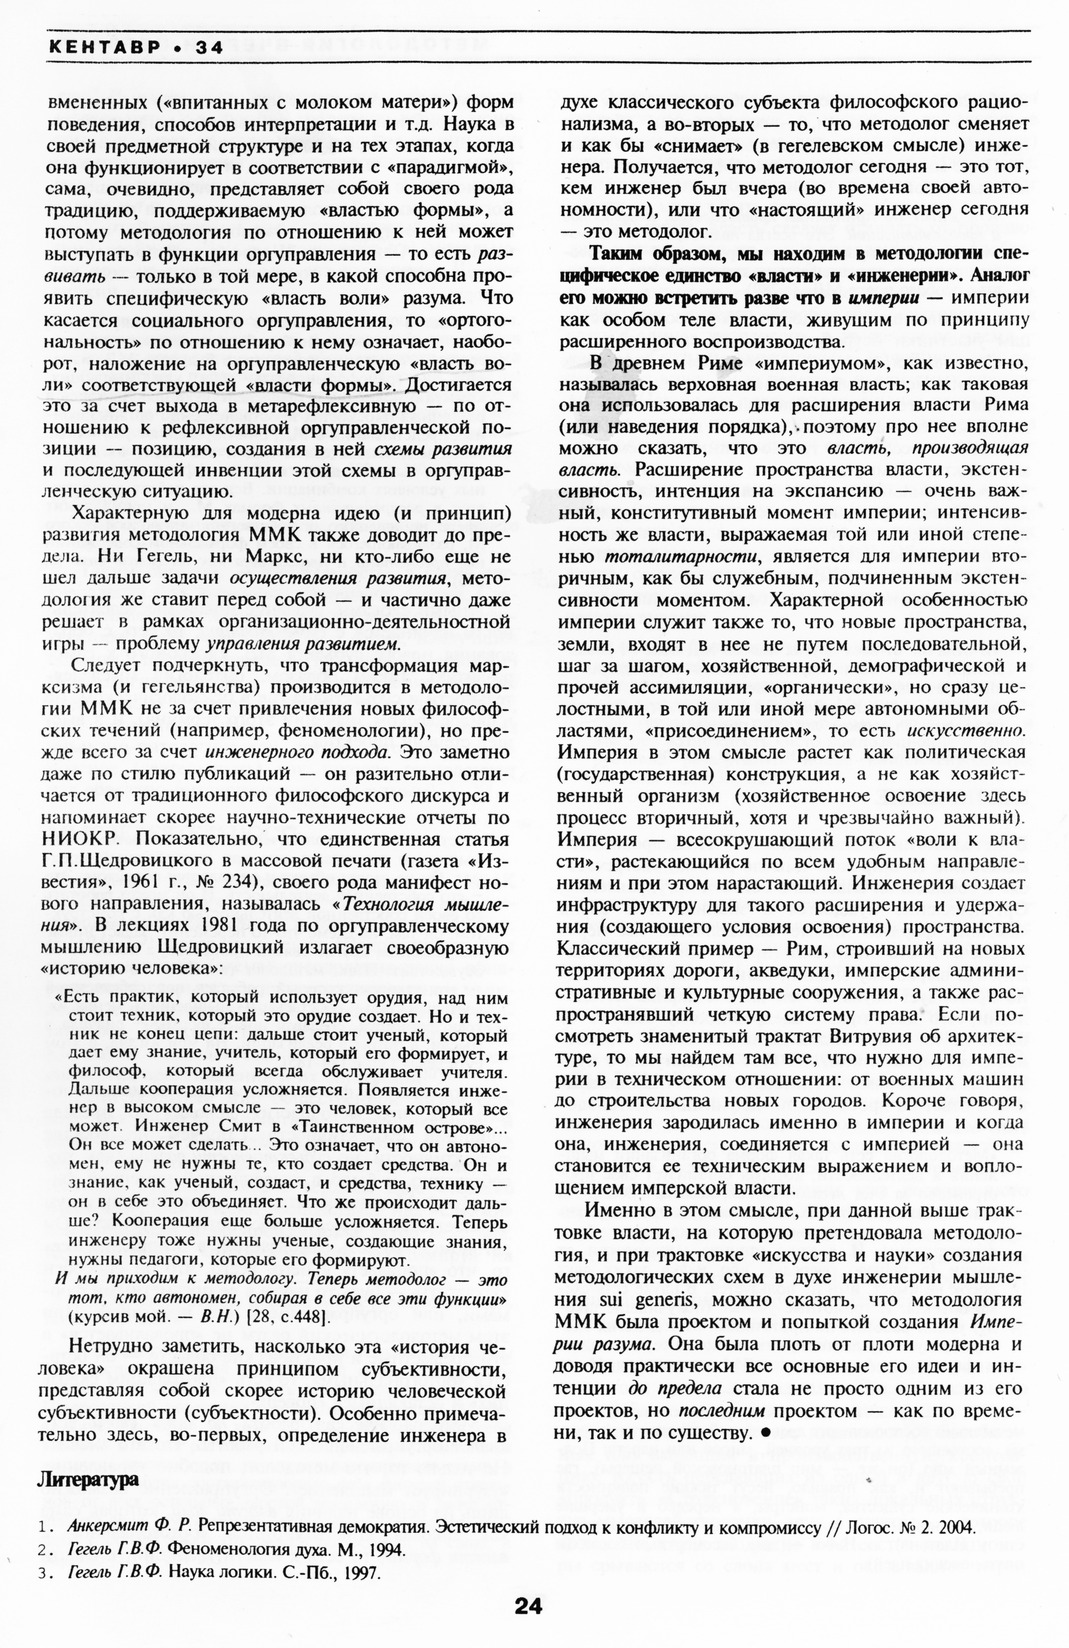 КЕНТАВР • 34
вмененных («впитанных с молоком матери») форм
поведения, способов интерпретации и т.д. Наука в
своей предметной структуре и на тех этапах, когда
она функционирует в соответствии с «парадигмой»,
сама, очевидно, представляет собой своего рода
традицию, поддерживаемую «властью формы», а
потому методология по отношению к ней может
выступать в функции оргуправления — то есть раз-
вивать — только в той мере, в какой способна про-
явить специфическую «власть воли» разума. Что
касается социального оргуправления, то «ортого-
нальность» по отношению к нему означает, наобо-
рот, наложение на оргуправленческую «власть во-
ли» соответствующей «власти формы». Достигается
это за счет выхода в метарефлексивную — по от-
ношению к рефлексивной оргуправленческой по-
зиции — позицию, создания в ней схемы развития
и последующей инвенции этой схемы в оргуправ-
ленческую ситуацию.
Характерную для модерна идею (и принцип)
развития методология ММК также доводит до пре-
дела. Ни Гегель, ни Маркс, ни кто-либо еще не
шел дальше задачи осуществления развития, мето-
дология же ставит перед собой — и частично даже
решает в рамках организационно-деятельностной
игры — проблему управления развитием.
Следует подчеркнуть, что трансформация мар-
ксизма (и гегельянства) производится в методоло-
гии ММК не за счет привлечения новых философ-
ских течений (например, феноменологии), но пре-
жде всего за счет инженерного подхода. Это заметно
даже по стилю публикаций — он разительно отли-
чается от традиционного философского дискурса и
напоминает скорее научно-технические отчеты по
НИОКР. Показательно, что единственная статья
Г.П.Щедровицкого в массовой печати (газета «Из-
вестия», 1961 г., № 234), своего рода манифест но-
вого направления, называлась «Технология мышле-
ния». В лекциях 1981 года по оргуправленческому
мышлению Щедровицкий излагает своеобразную
«историю человека»:
«Есть практик, который использует орудия, над ним
стоит техник, который это орудие создает. Но и тех-
ник не конец цепи: дальше стоит ученый, который
дает ему знание, учитель, который его формирует, и
философ, который всегда обслуживает учителя.
Дальше кооперация усложняется. Появляется инже-
нер в высоком смысле — это человек, который все
может. Инженер Смит в «Таинственном острове»...
Он все может сделать... Это означает, что он автоно-
мен, ему не нужны те, кто создает средства. Он и
знание, как ученый, создаст, и средства, технику —
он в себе это объединяет. Что же происходит даль-
ше? Кооперация еще больше усложняется. Теперь
инженеру тоже нужны ученые, создающие знания,
нужны педагоги, которые его формируют.
И мы приходим к методологу. Теперь методолог — это
тот, кто автономен, собирая в себе все эти функции»
(курсив мой. — В.Н.) [28, с.448].
Нетрудно заметить, насколько эта «история че-
ловека» окрашена принципом субъективности,
представляя собой скорее историю человеческой
субъективности (субъектности). Особенно примеча-
тельно здесь, во-первых, определение инженера в
духе классического субъекта философского рацио-
нализма, а во-вторых — то, что методолог сменяет
и как бы «снимает» (в гегелевском смысле) инже-
нера. Получается, что методолог сегодня — это тот,
кем инженер был вчера (во времена своей авто-
номности), или что «настоящий» инженер сегодня
— это методолог.
Таким образом, мы находим в методологии спе-
цифическое единство «власти» и «инженерии». Аналог
его можно встретить разве что в империи — империи
как особом теле власти, живущим по принципу
расширенного воспроизводства.
В древнем Риме «империумом», как известно,
называлась верховная военная власть; как таковая
она использовалась для расширения власти Рима
(или наведения порядка), поэтому про нее вполне
можно сказать, что это власть, производящая
власть. Расширение пространства власти, экстен-
сивность, интенция на экспансию — очень важ-
ный, конститутивный момент империи; интенсив-
ность же власти, выражаемая той или иной степе-
нью тоталитарности, является для империи вто-
ричным, как бы служебным, подчиненным экстен-
сивности моментом. Характерной особенностью
империи служит также то, что новые пространства,
земли, входят в нее не путем последовательной,
шаг за шагом, хозяйственной, демографической и
прочей ассимиляции, «органически», но сразу це-
лостными, в той или иной мере автономными об-
ластями, «присоединением», то есть искусственно.
Империя в этом смысле растет как политическая
(государственная) конструкция, а не как хозяйст-
венный организм (хозяйственное освоение здесь
процесс вторичный, хотя и чрезвычайно важный).
Империя — всесокрушающий поток «воли к вла-
сти», растекающийся по всем удобным направле-
ниям и при этом нарастающий. Инженерия создает
инфраструктуру для такого расширения и удержа-
ния (создающего условия освоения) пространства.
Классический пример — Рим, строивший на новых
территориях дороги, акведуки, имперские админи-
стративные и культурные сооружения, а также рас-
пространявший четкую систему права. Если по-
смотреть знаменитый трактат Витрувия об архитек-
туре, то мы найдем там все, что нужно для импе-
рии в техническом отношении: от военных машин
до строительства новых городов. Короче говоря,
инженерия зародилась именно в империи и когда
она, инженерия, соединяется с империей — она
становится ее техническим выражением и вопло-
щением имперской власти.
Именно в этом смысле, при данной выше трак-
товке власти, на которую претендовала методоло-
гия, и при трактовке «искусства и науки» создания
методологических схем в духе инженерии мышле-
ния sui generis, можно сказать, что методология
ММК была проектом и попыткой создания Импе-
рии разума. Она была плоть от плоти модерна и
доводя практически все основные его идеи и ин-
тенции до предела стала не просто одним из его
проектов, но последним проектом — как по време-
ни, так и по существу. ●
Литература
1. Анкерсмит Ф. Р. Репрезентативная демократия. Эстетический подход к конфликту и компромиссу // Логос. № 2. 2004.
2. Гегель Г.В.Ф. Феноменология духа. М., 1994.
3. Гегель Г.В.Ф. Наука логики. С.-Пб., 1997.
24